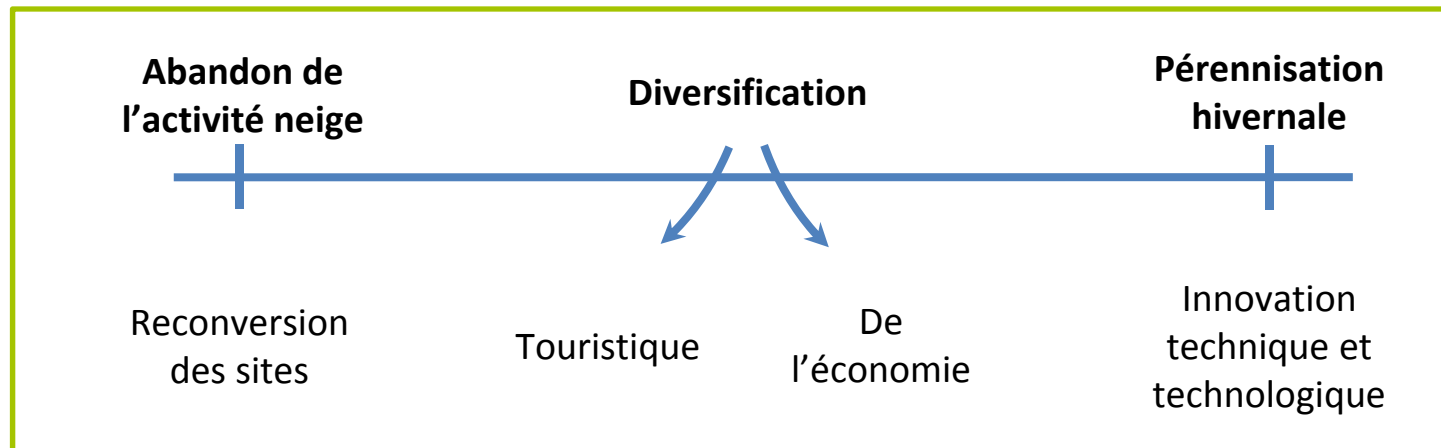 Abandon de
l’activité neige
Diversification
Pérennisation
hivernale
Reconversion
des sites
Touristique
De
l’économie
Innovation
technique et
technologique